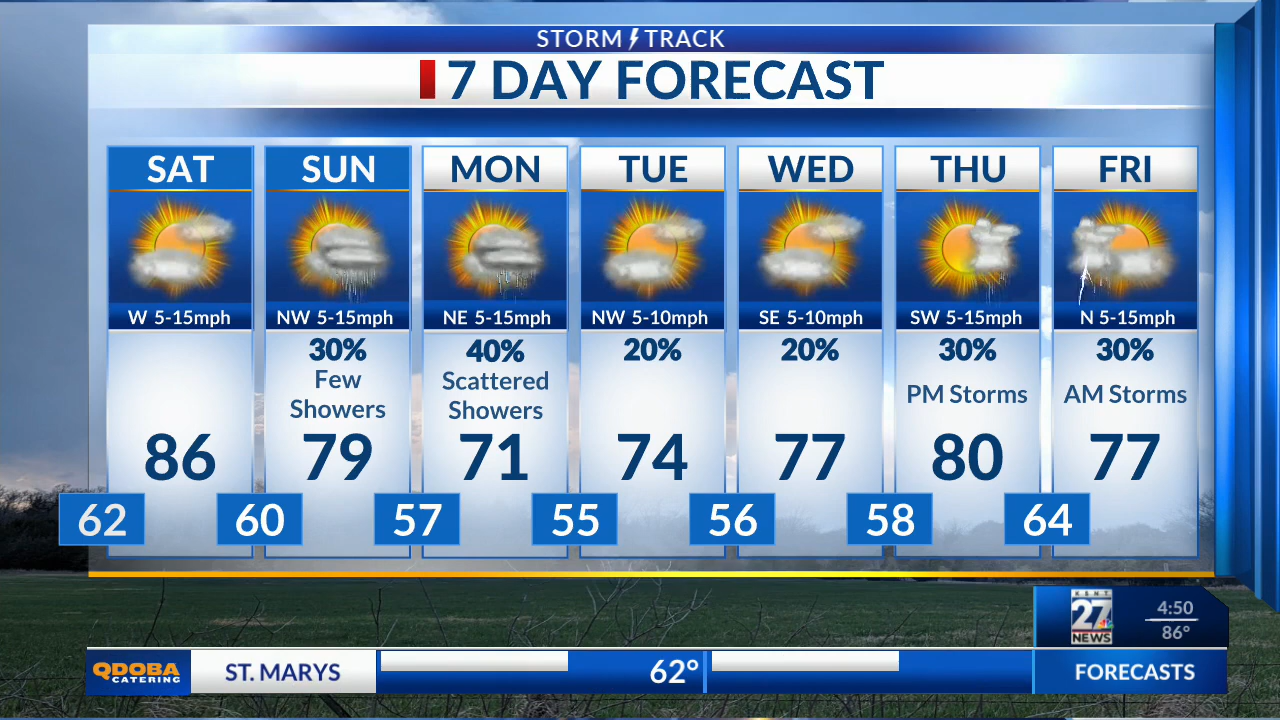 STORM TRACK
7 DAY FORECAST
SAT SUN MON TUE WED THU FRI
W 5-15mph NW 5-15mph NE 5-15mph NW 5-10mph SE 5-10mph SW 5-15mph N 5-15mph
30% 40% 20% 20% 30% 30%
Few Showers Scattered Showers PM Storms AM Storms
86 79 71 74 77 80 77
62 60 57 55 56 58 64
KSNT
27
NEWS
4:50
86°
QDOBA
CATERING
ST. MARYS
62°
FORECASTS